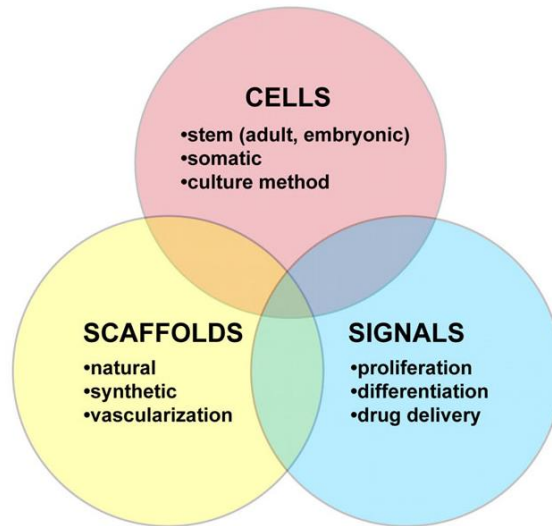 CELLS
•stem (adult, embryonic)
•somatic
•culture method
SCAFFOLDS
•natural
•synthetic
•vascularization
SIGNALS
•proliferation
•differentiation
•drug delivery